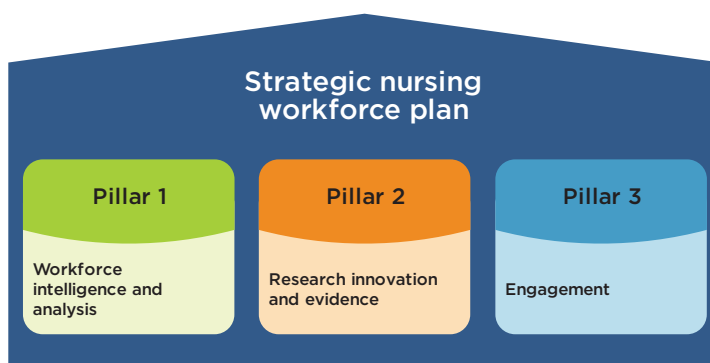 Strategic nursing
workforce plan
Pillar 1
Workforce
intelligence and
analysis
Pillar 2
Research innovation
and evidence
Pillar 3
Engagement